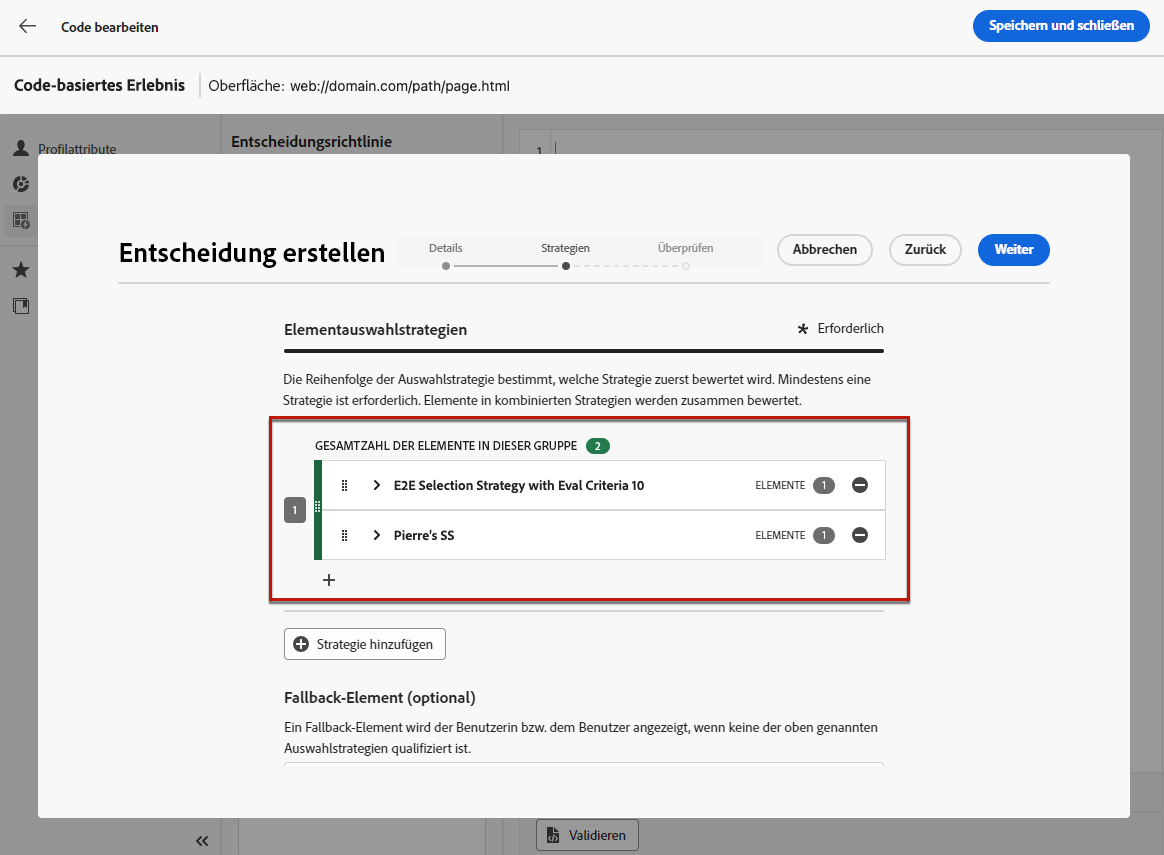 Code bearbeiten
Speichern und schließen
Code-basiertes Erlebnis
Oberfläche: web://domain.com/path/page.html
Profilattribute
Entscheidungsrichtlinie
1
Entscheidung erstellen
Details
Strategien
Überprüfen
Abbrechen
Zurück
Weiter
Elementauswahlstrategien
* Erforderlich
Die Reihenfolge der Auswahlstrategie bestimmt, welche Strategie zuerst bewertet wird. Mindestens eine
Strategie ist erforderlich. Elemente in kombinierten Strategien werden zusammen bewertet.
GESAMTZAHL DER ELEMENTE IN DIESER GRUPPE 2
1
E2E Selection Strategy with Eval Criteria 10
ELEMENTE 1
Pierre's SS
ELEMENTE 1
Strategie hinzufügen
Fallback-Element (optional)
Ein Fallback-Element wird der Benutzerin bzw. dem Benutzer angezeigt, wenn keine der oben genannten
Auswahlstrategien qualifiziert ist.
Validieren